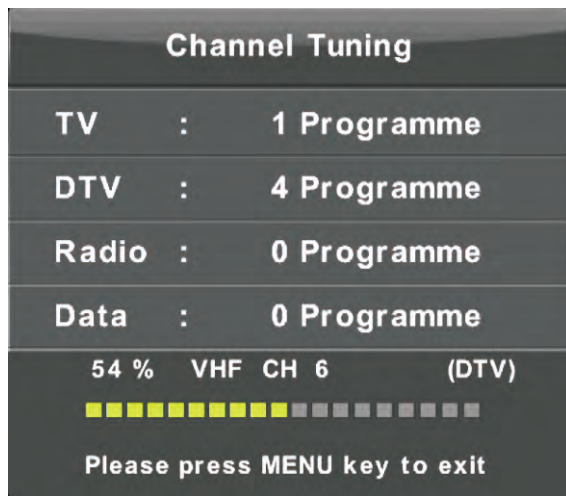 Channel Tuning
TV : 1 Programme
DTV : 4 Programme
Radio : 0 Programme
Data : 0 Programme
54 % VHF CH 6 (DTV)
Please press MENU key to exit